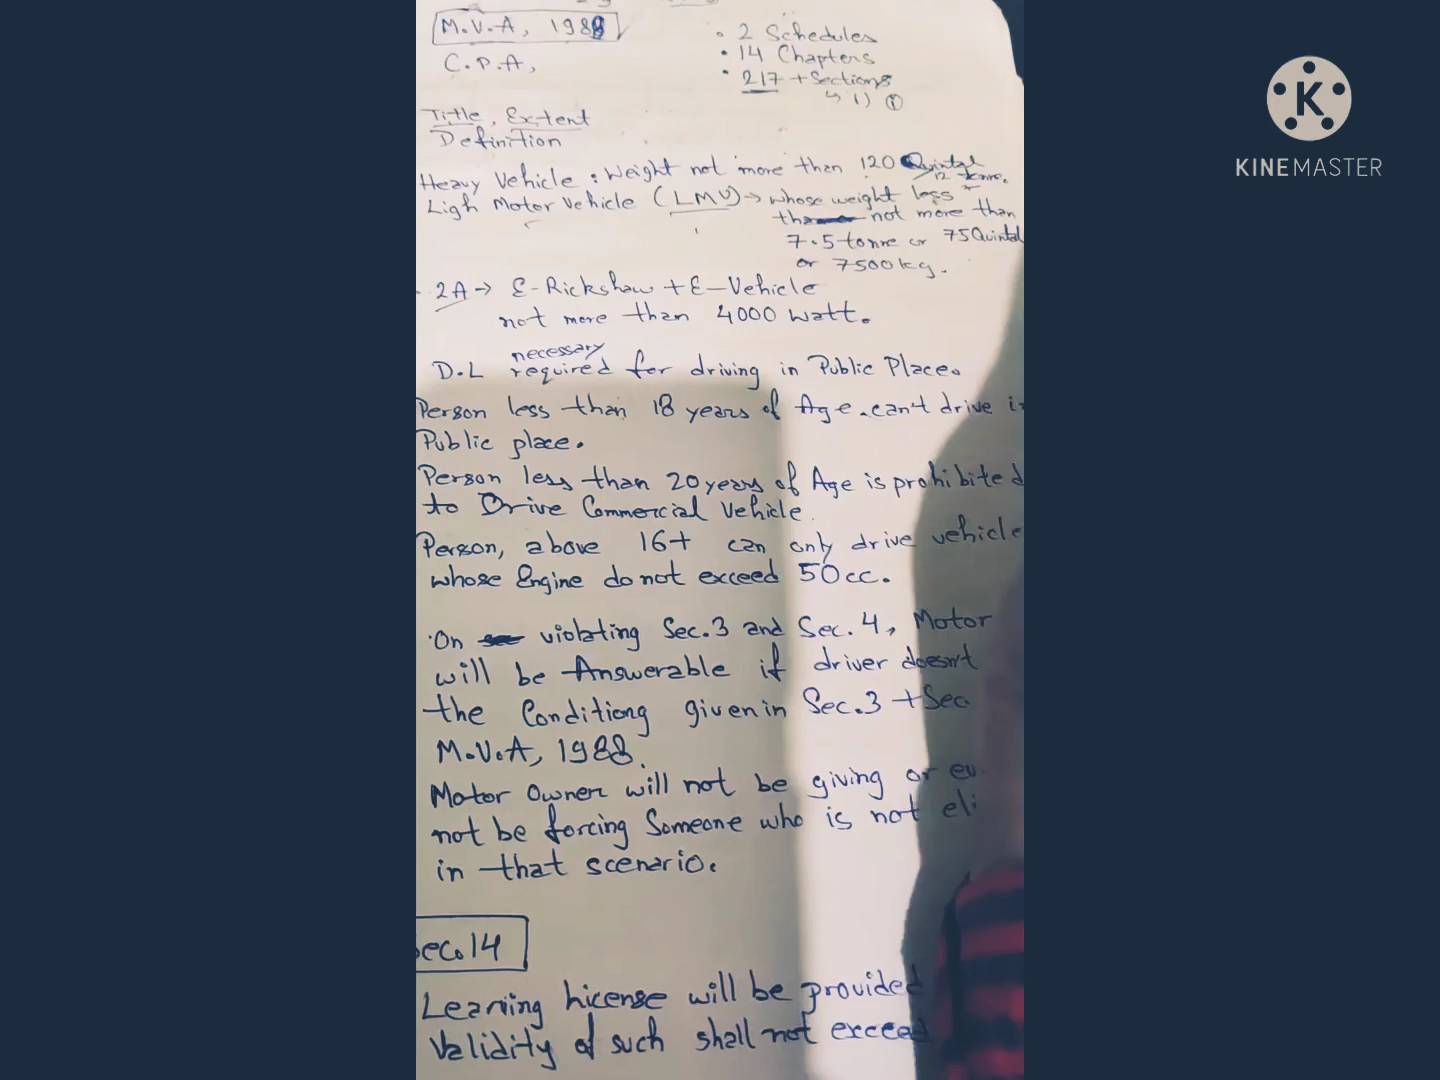 M.V.A, 1988
C.P.A,
• 2 Schedules
• 14 Chapters
• 217 + Sections
↳ 1) ①
Title, Extent
Definition
Heavy Vehicle : Weight not more than 120 Quintal
12 tonne.
Ligh Motor Vehicle (LMV) → whose weight less
not more than
7.5 tonne or 75 Quintal
or 7500 kg.
2A → E-Rickshaw + E-Vehicle
not more than 4000 watt.
necessary
D.L required for driving in Public Place.
Person less than 18 years of Age can't drive i
Public place.
Person less than 20 years of Age is prohibited
to Drive Commercial Vehicle.
Person, above 16+ can only drive vehicle
whose Engine do not exceed 50cc.
On violating Sec.3 and Sec.4, Motor
will be Answerable if driver doesn't
the Conditions given in Sec.3 + Sec
M.V.A, 1988.
Motor Owner will not be giving or ev
not be forcing Someone who is not eli
in that scenario.
ec.14
Learning License will be provided
Validity of such shall not exceed
K
KINEMASTER